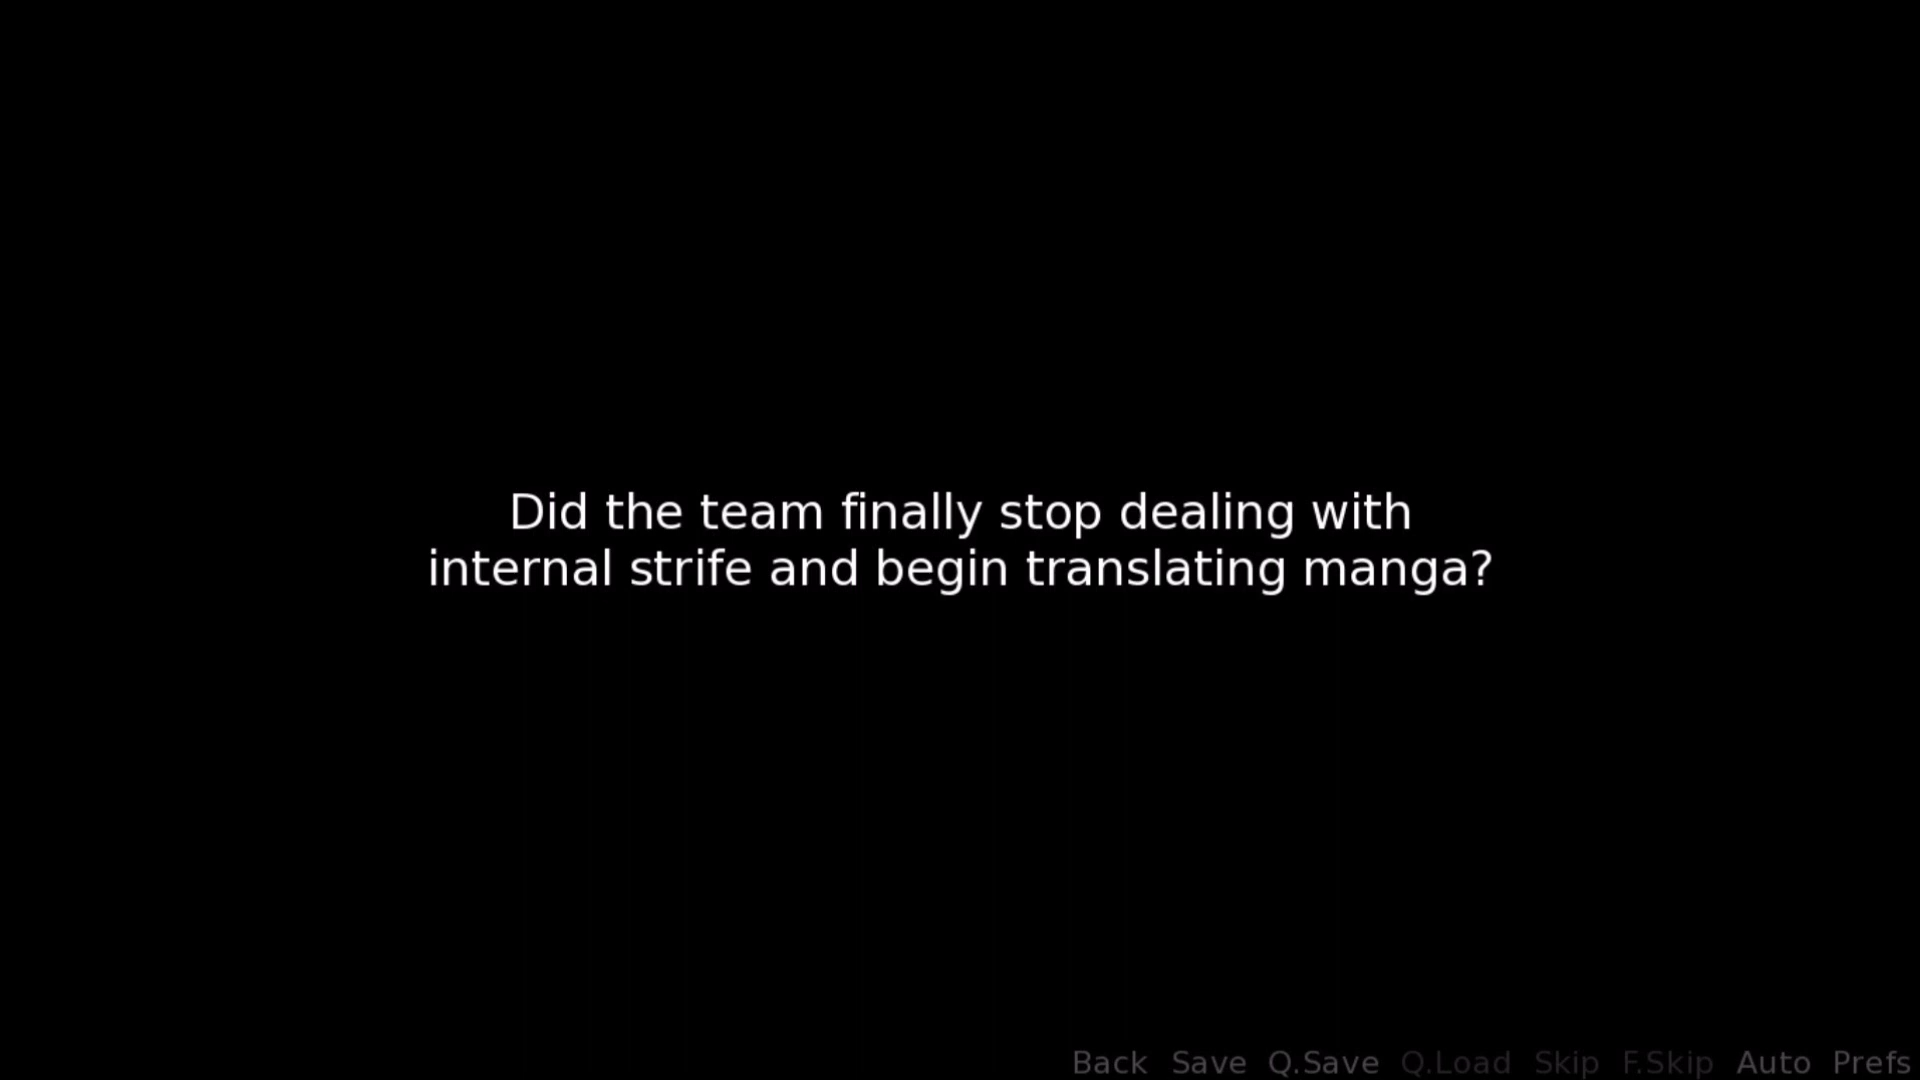 Did the team finally stop dealing with
internal strife and begin translating manga?
Back Save Q.Save Q.Load Skip F.Skip Auto Prefs